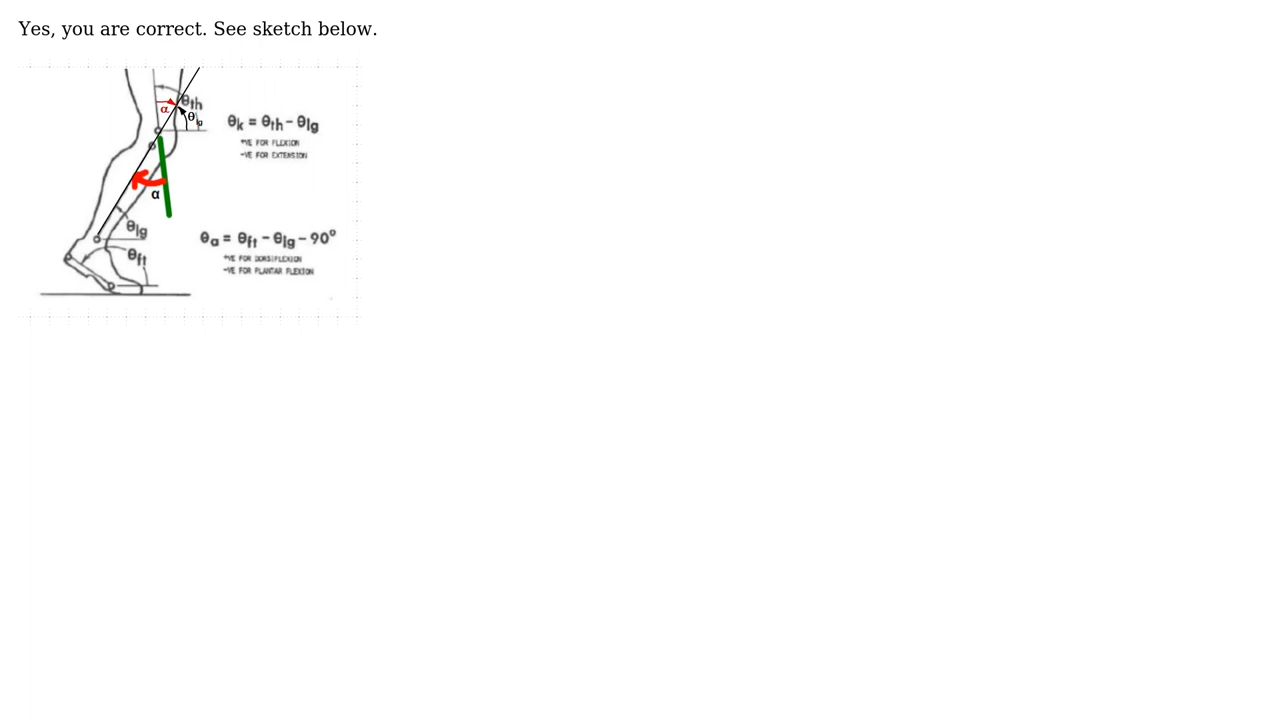 Yes, you are correct. See sketch below.
θth
α
θlg
θk = θth - θlg
+VE FOR FLEXION
-VE FOR EXTENSION
α
θlg
θa = θft - θlg - 90°
θft
+VE FOR DORSIFLEXION
-VE FOR PLANTAR FLEXION